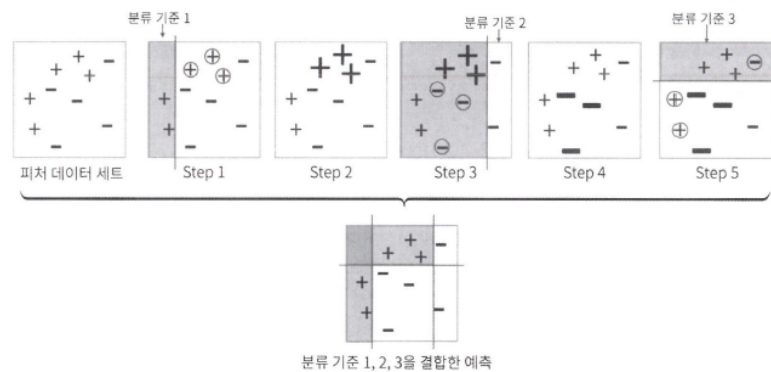 분류 기준 1
분류 기준 2
분류 기준 3
피처 데이터 세트
Step 1
Step 2
Step 3
Step 4
Step 5
분류 기준 1, 2, 3을 결합한 예측